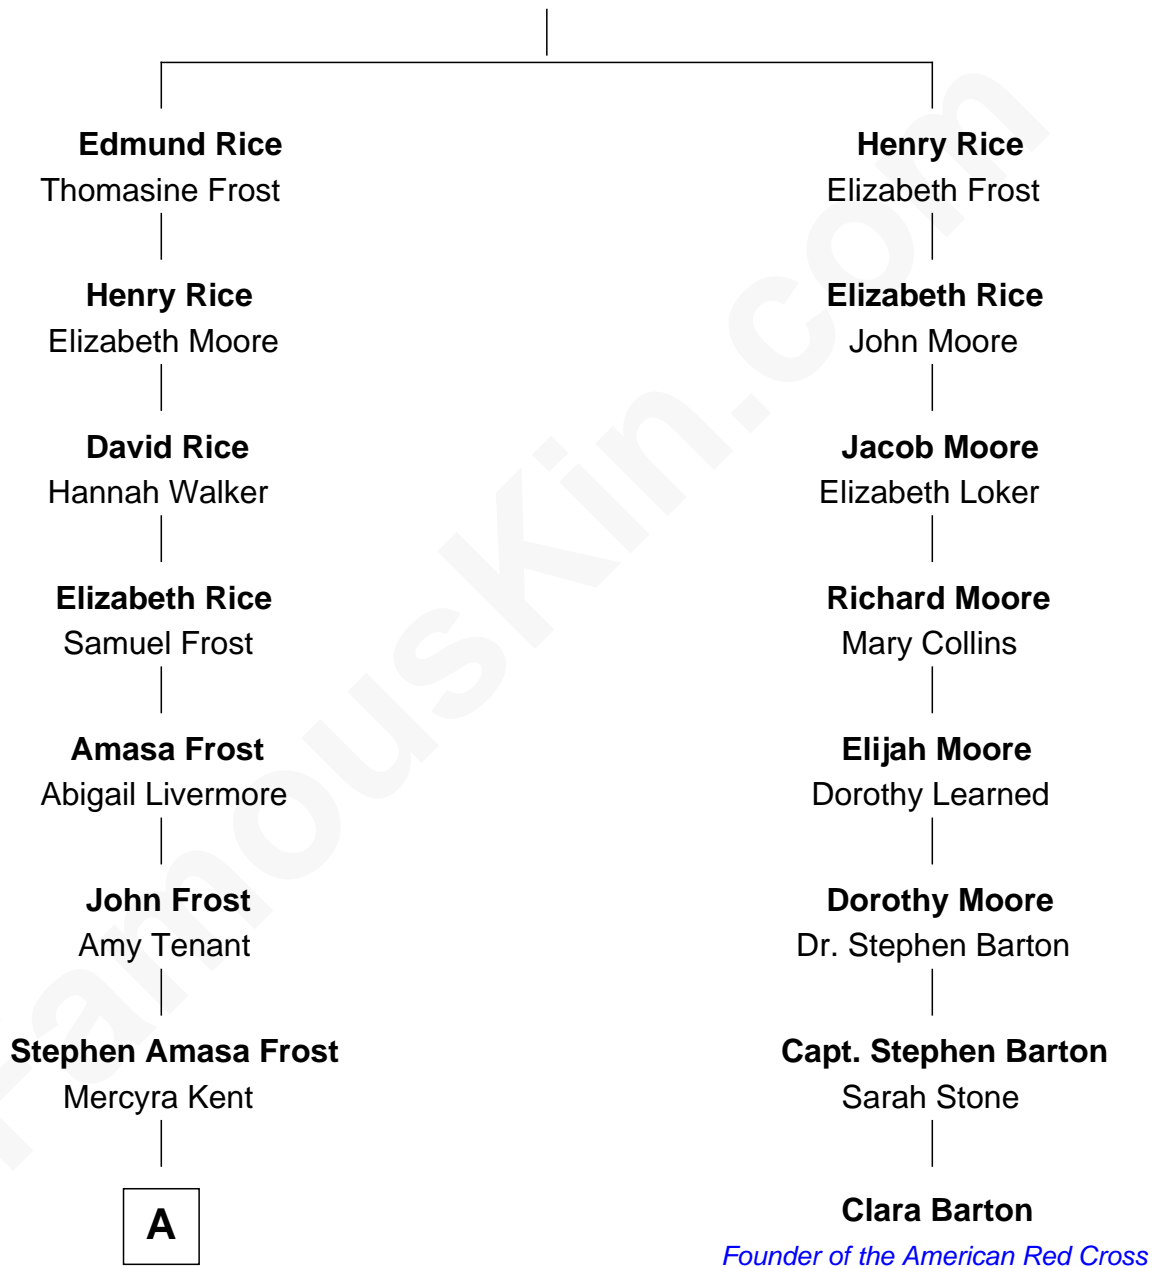 Edmund Rice
Thomasine Frost
Henry Rice
Elizabeth Moore
David Rice
Hannah Walker
Elizabeth Rice
Samuel Frost
Amasa Frost
Abigail Livermore
John Frost
Amy Tenant
Stephen Amasa Frost
Mercyra Kent
A
Henry Rice
Elizabeth Frost
Elizabeth Rice
John Moore
Jacob Moore
Elizabeth Loker
Richard Moore
Mary Collins
Elijah Moore
Dorothy Learned
Dorothy Moore
Dr. Stephen Barton
Capt. Stephen Barton
Sarah Stone
Clara Barton
Founder of the American Red Cross
FamousKin.com